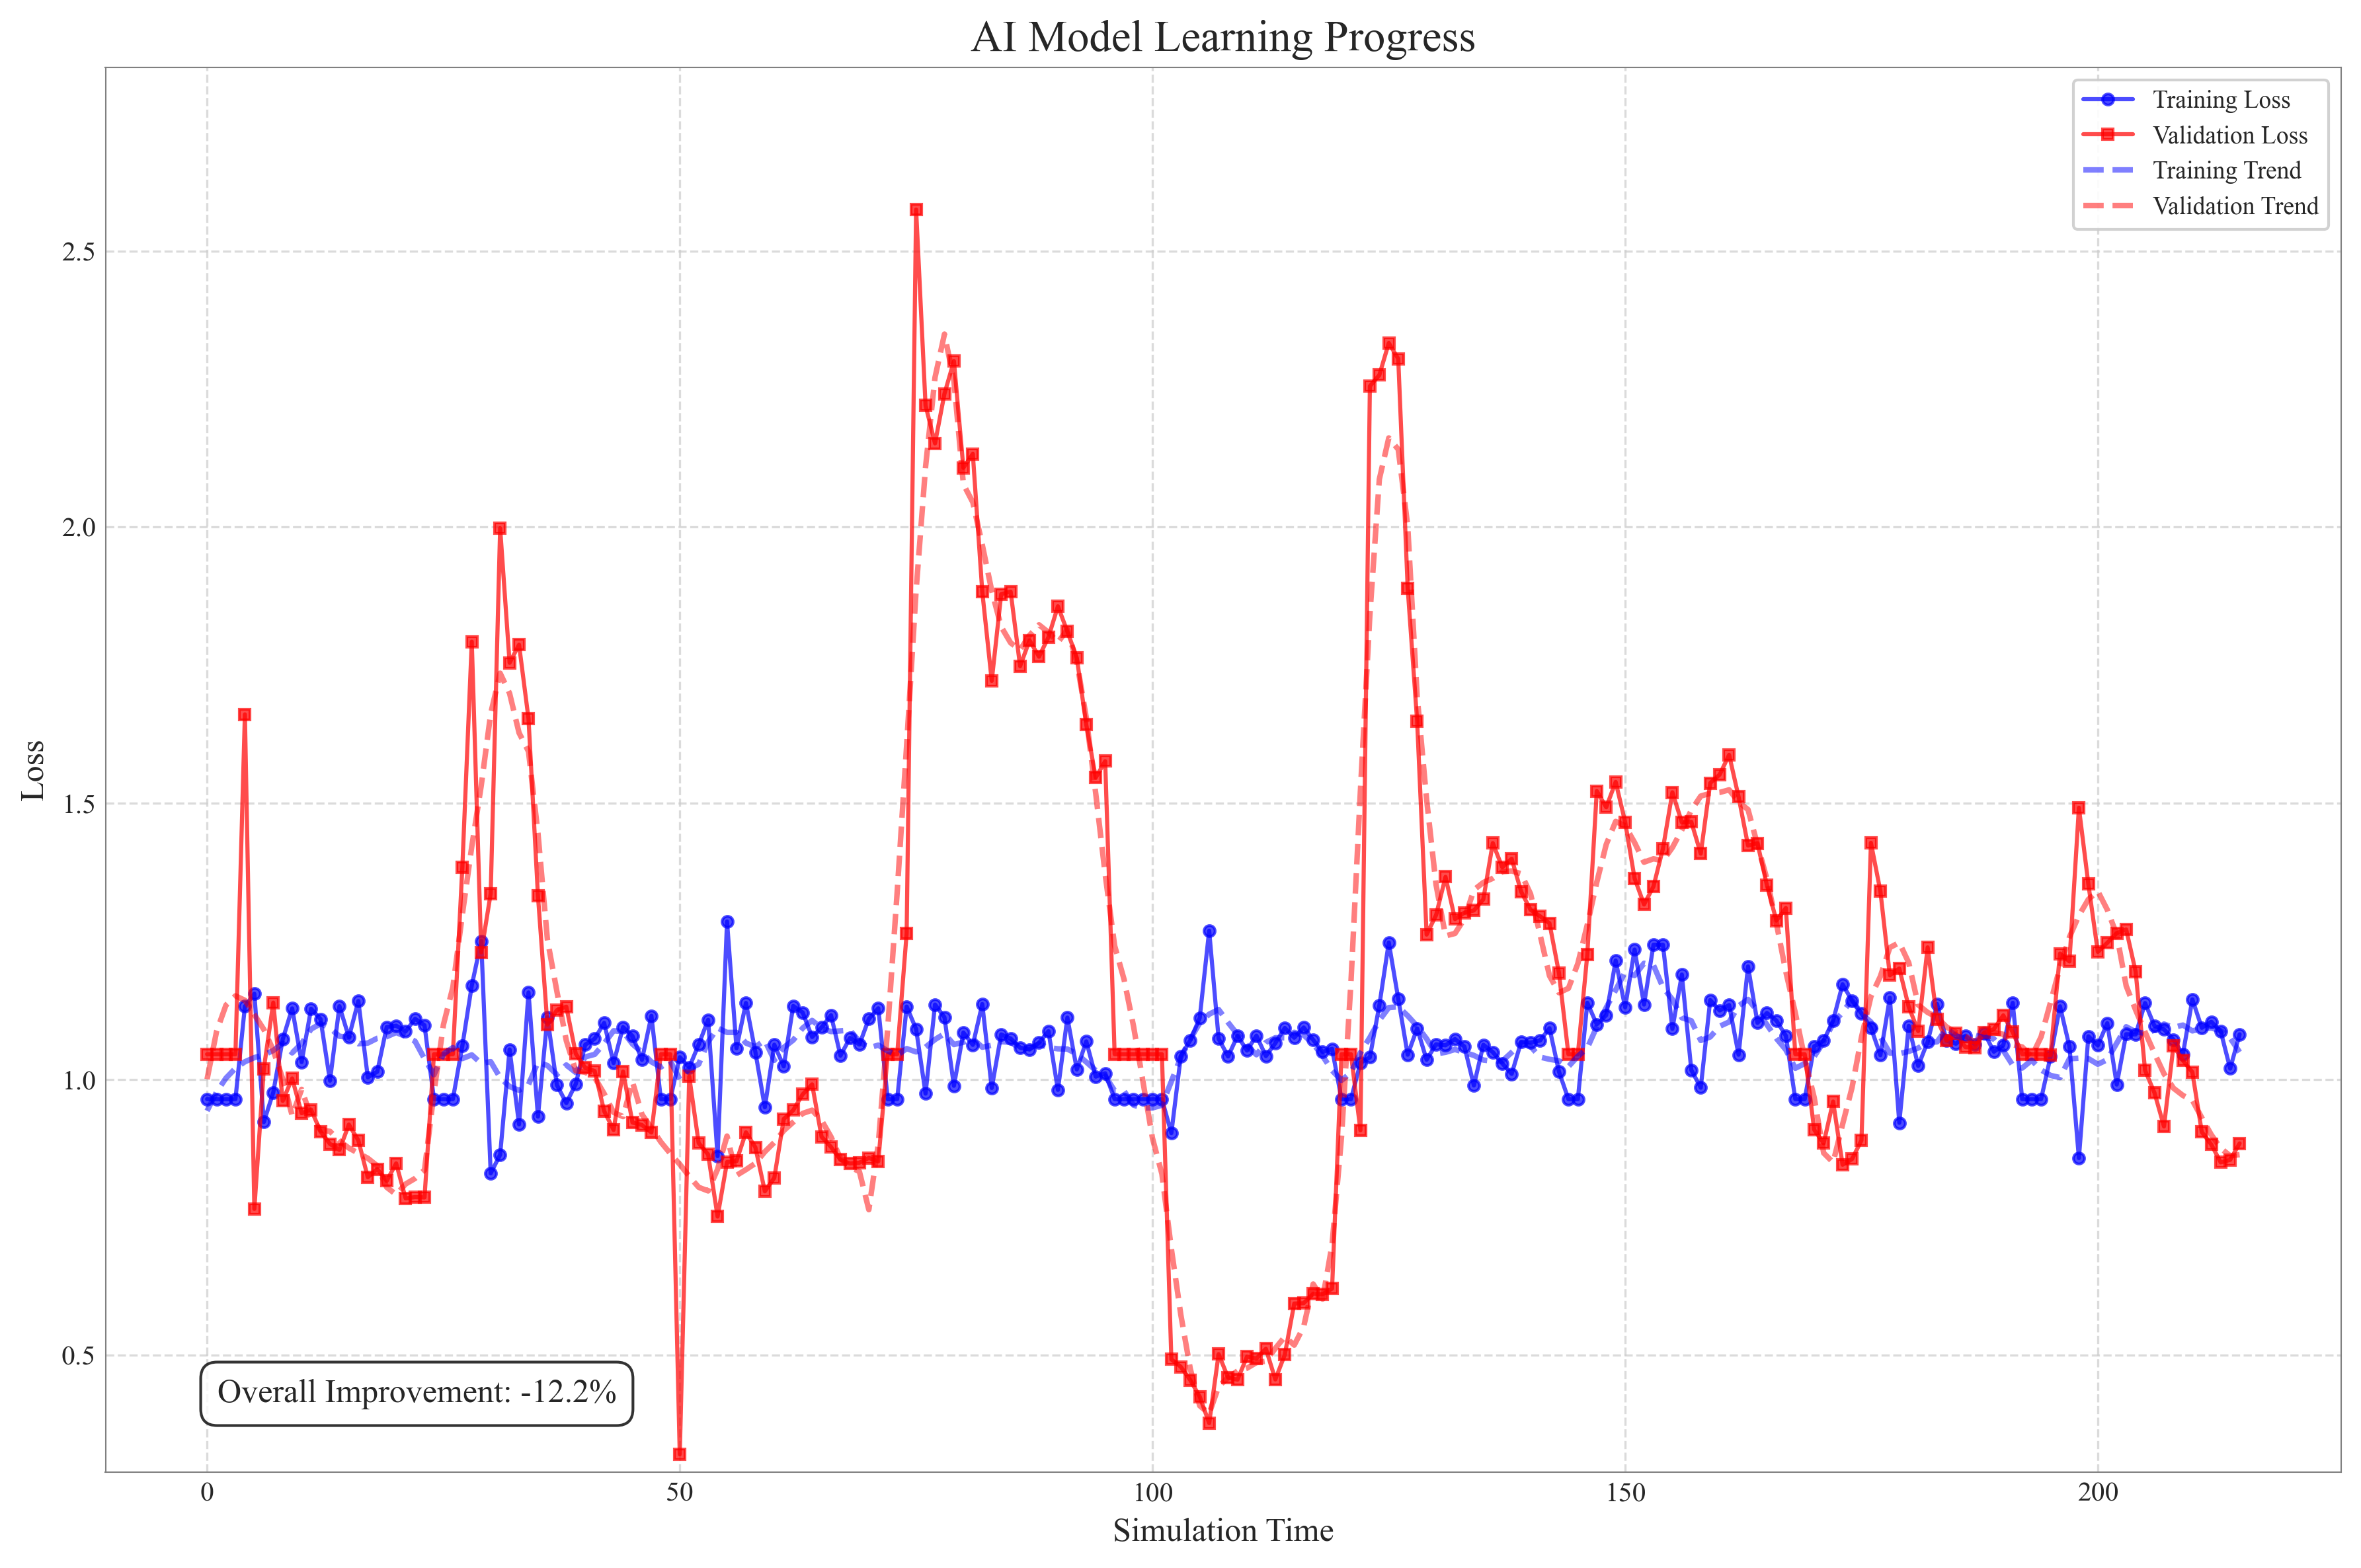 AI Model Learning Progress
Training Loss
Validation Loss
Training Trend
Validation Trend
2.5
2.0
1.5
1.0
0.5
Loss
Overall Improvement: -12.2%
0 50 100 150 200
Simulation Time